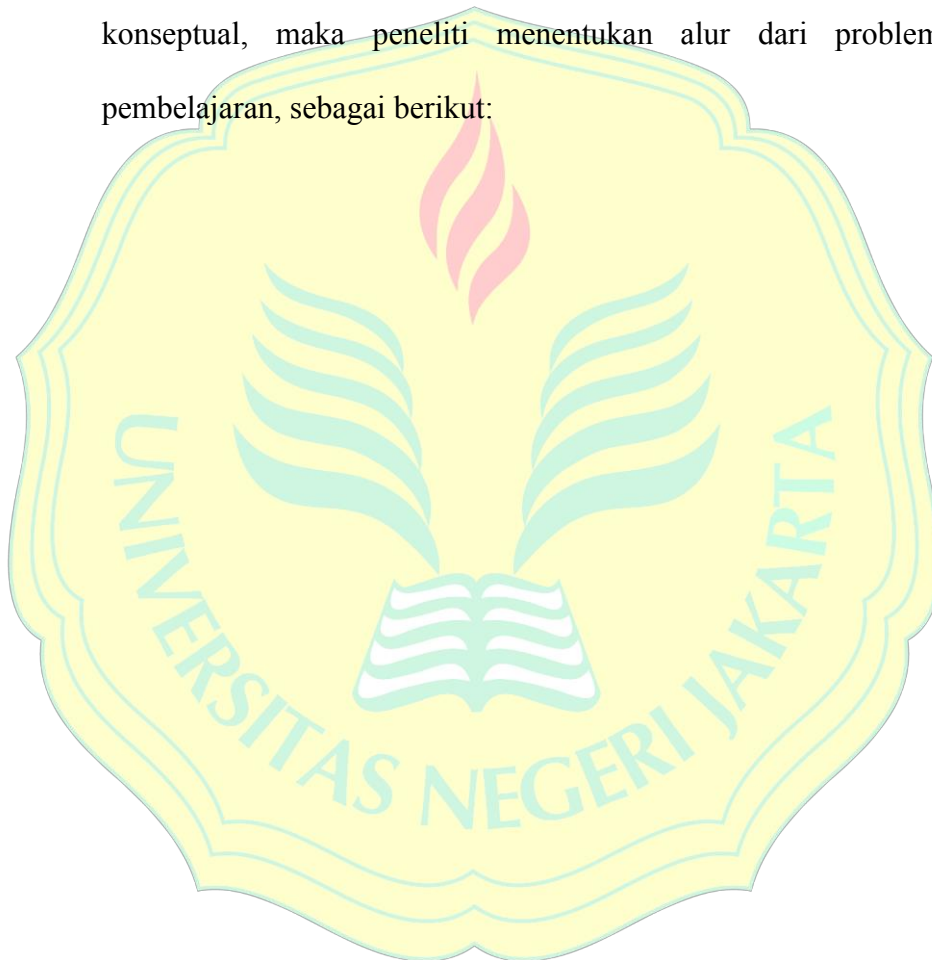 konseptual, maka peneliti menentukan alur dari problem
pembelajaran, sebagai berikut:
UNIVERSITAS NEGERI JAKARTA